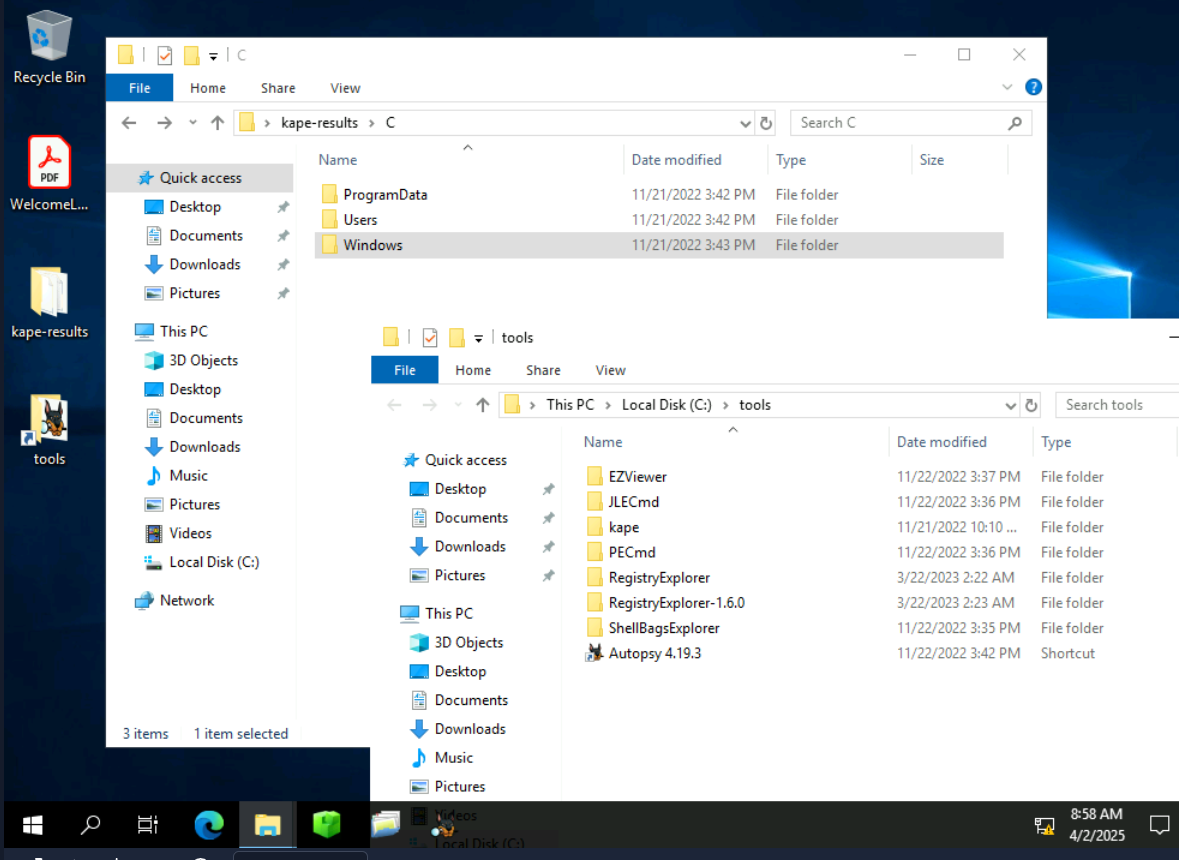 Recycle Bin
PDF
WelcomeL...
kape-results
tools
C
File Home Share View
kape-results > C
Search C
Name Date modified Type Size
ProgramData 11/21/2022 3:42 PM File folder
Users 11/21/2022 3:42 PM File folder
Windows 11/21/2022 3:43 PM File folder
Quick access
Desktop
Documents
Downloads
Pictures
This PC
3D Objects
Desktop
Documents
Downloads
Music
Pictures
Videos
Local Disk (C:)
Network
3 items 1 item selected
tools
File Home Share View
This PC > Local Disk (C:) > tools
Search tools
Name Date modified Type
EZViewer 11/22/2022 3:37 PM File folder
JLECmd 11/22/2022 3:36 PM File folder
kape 11/21/2022 10:10 ... File folder
PECmd 11/22/2022 3:36 PM File folder
RegistryExplorer 3/22/2023 2:22 AM File folder
RegistryExplorer-1.6.0 3/22/2023 2:23 AM File folder
ShellBagsExplorer 11/22/2022 3:35 PM File folder
Autopsy 4.19.3 11/22/2022 3:42 PM Shortcut
Quick access
Desktop
Documents
Downloads
Pictures
This PC
3D Objects
Desktop
Documents
Downloads
Music
Pictures
Videos
Local Disk (C:)
8:58 AM
4/2/2025